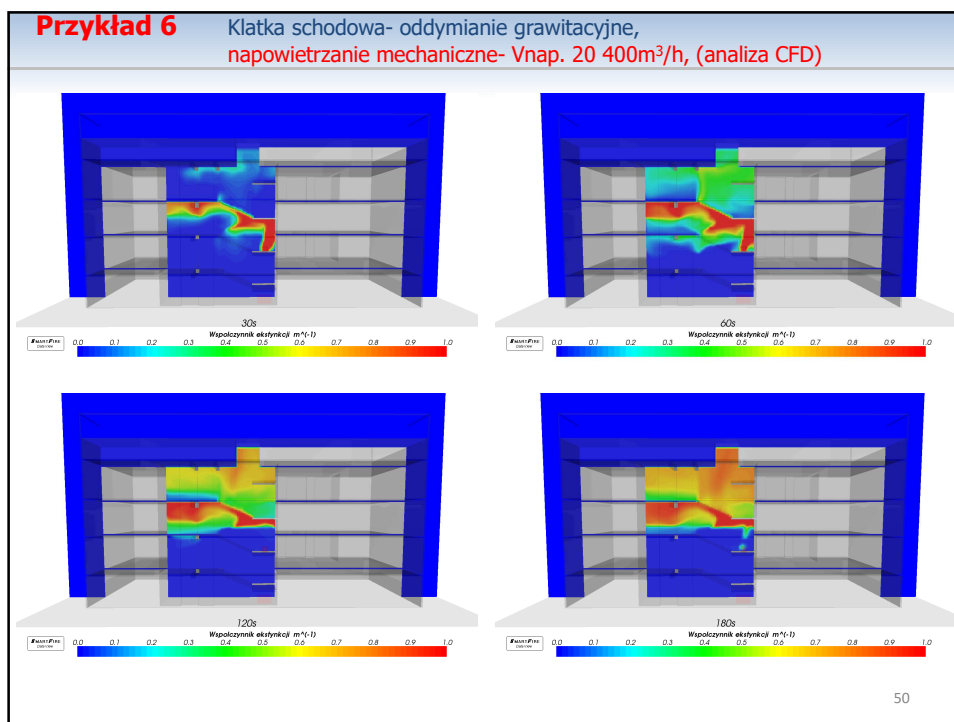 Przykład 6
Klatka schodowa- oddymianie grawitacyjne,
napowietrzanie mechaniczne- Vnap. 20 400m³/h, (analiza CFD)
30s
Wspolczynnik ekstynkcji m^(-1)
SMARTFIRE
0.0 0.1 0.2 0.3 0.4 0.5 0.6 0.7 0.8 0.9 1.0
60s
Wspolczynnik ekstynkcji m^(-1)
SMARTFIRE
0.0 0.1 0.2 0.3 0.4 0.5 0.6 0.7 0.8 0.9 1.0
120s
Wspolczynnik ekstynkcji m^(-1)
SMARTFIRE
0.0 0.1 0.2 0.3 0.4 0.5 0.6 0.7 0.8 0.9 1.0
180s
Wspolczynnik ekstynkcji m^(-1)
SMARTFIRE
0.0 0.1 0.2 0.3 0.4 0.5 0.6 0.7 0.8 0.9 1.0
50